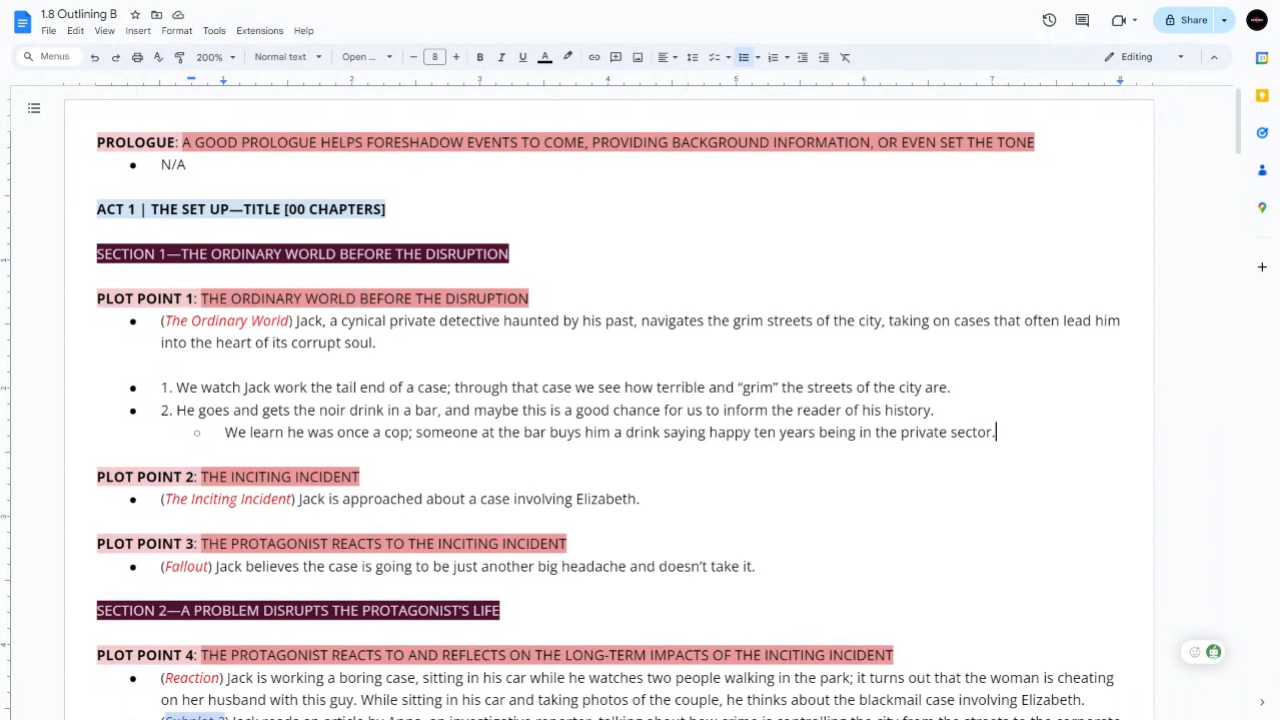 1.8 Outlining B
File Edit View Insert Format Tools Extensions Help
Share
Menus 200% Normal text Open ... 8 Editing
2 3 4 5 6 7 8
PROLOGUE: A GOOD PROLOGUE HELPS FORESHADOW EVENTS TO COME, PROVIDING BACKGROUND INFORMATION, OR EVEN SET THE TONE
● N/A
ACT 1 | THE SET UP—TITLE [00 CHAPTERS]
SECTION 1—THE ORDINARY WORLD BEFORE THE DISRUPTION
PLOT POINT 1: THE ORDINARY WORLD BEFORE THE DISRUPTION
● (The Ordinary World) Jack, a cynical private detective haunted by his past, navigates the grim streets of the city, taking on cases that often lead him
into the heart of its corrupt soul.
● 1. We watch Jack work the tail end of a case; through that case we see how terrible and “grim” the streets of the city are.
● 2. He goes and gets the noir drink in a bar, and maybe this is a good chance for us to inform the reader of his history.
○ We learn he was once a cop; someone at the bar buys him a drink saying happy ten years being in the private sector.
PLOT POINT 2: THE INCITING INCIDENT
● (The Inciting Incident) Jack is approached about a case involving Elizabeth.
PLOT POINT 3: THE PROTAGONIST REACTS TO THE INCITING INCIDENT
● (Fallout) Jack believes the case is going to be just another big headache and doesn’t take it.
SECTION 2—A PROBLEM DISRUPTS THE PROTAGONIST’S LIFE
PLOT POINT 4: THE PROTAGONIST REACTS TO AND REFLECTS ON THE LONG-TERM IMPACTS OF THE INCITING INCIDENT
● (Reaction) Jack is working a boring case, sitting in his car while he watches two people walking in the park; it turns out that the woman is cheating
on her husband with this guy. While sitting in his car and taking photos of the couple, he thinks about the blackmail case involving Elizabeth.